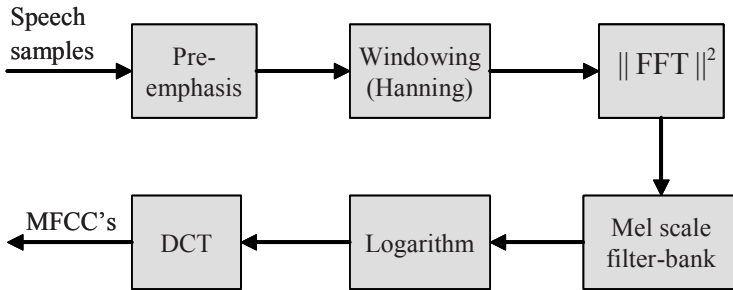 Speech
samples
Pre-
emphasis
Windowing
(Hanning)
|| FFT ||²
Mel scale
filter-bank
Logarithm
DCT
MFCC's